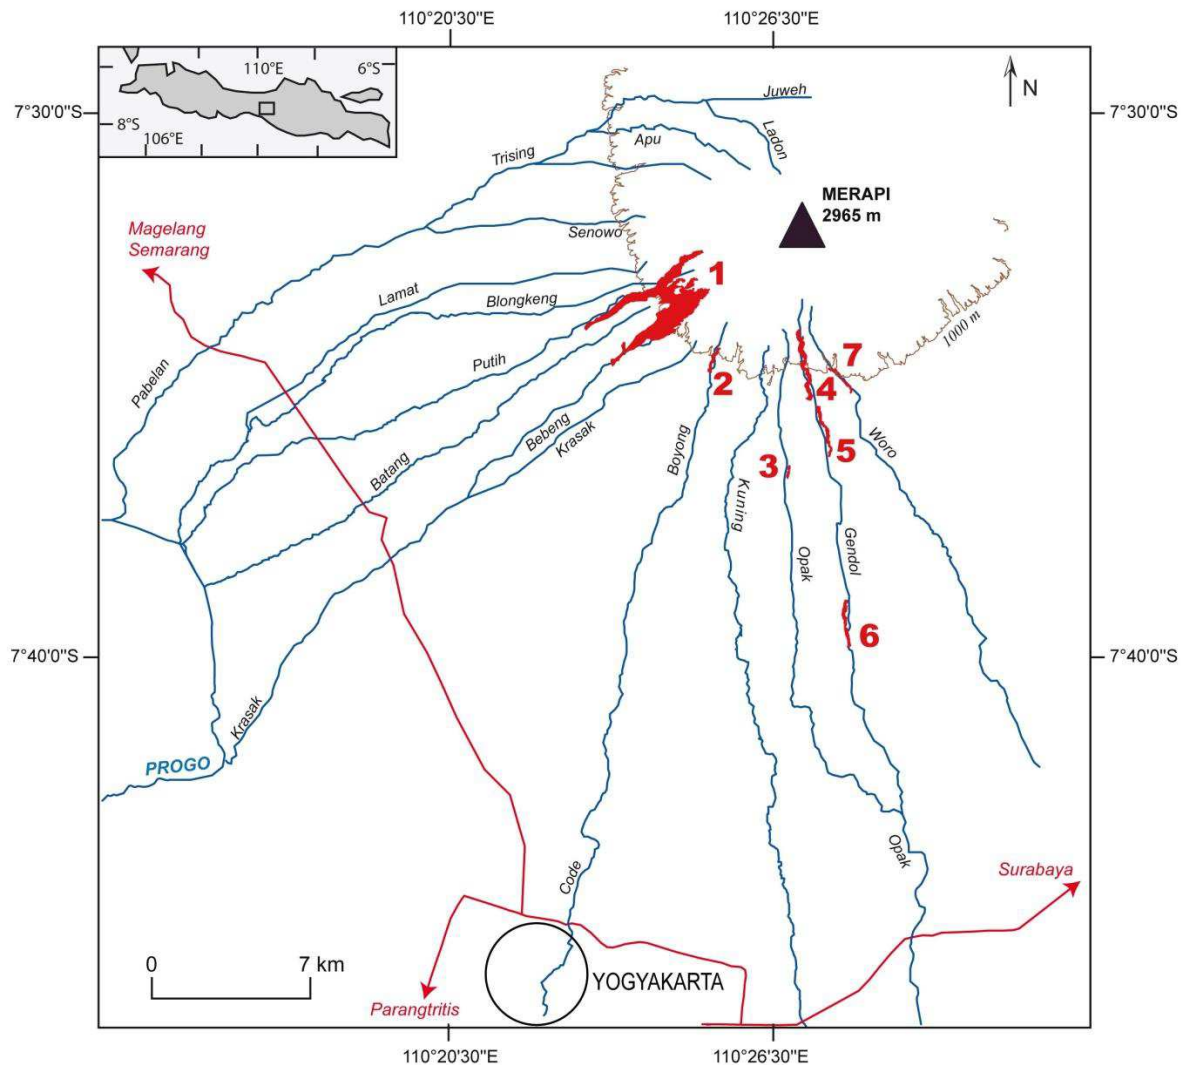 110°20'30"E
110°26'30"E
110°E
6°S
8°S
106°E
N
7°30'0"S
7°30'0"S
Juweh
Ladon
Apu
Trising
MERAPI
2965 m
Magelang
Semarang
Senowo
1
Lamat
Blongkeng
1000 m
Putih
7
2
4
Pabelan
Bebeng
Krasak
Boyong
Woro
5
3
Batang
Kuning
Opak
Gendol
6
7°40'0"S
7°40'0"S
Krasak
PROGO
Code
Opak
Surabaya
0
7 km
YOGYAKARTA
Parangtritis
110°20'30"E
110°26'30"E